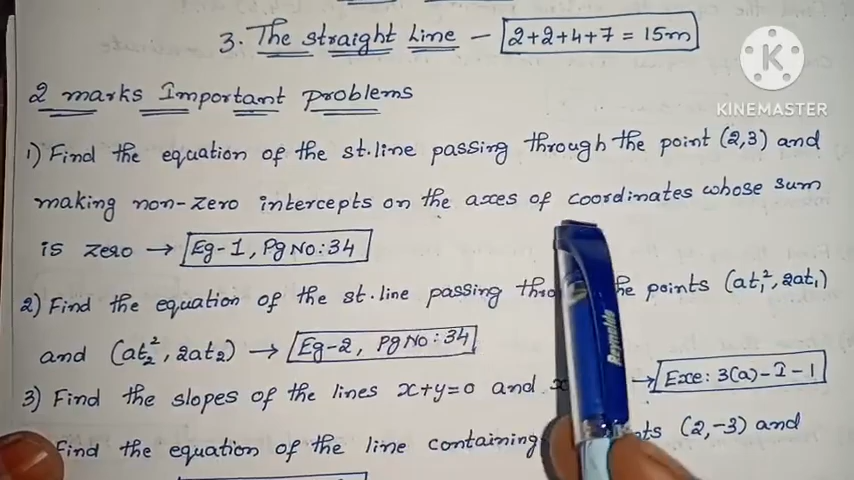 3. The straight Line - 2+2+4+7 = 15m
KINEMASTER
2 marks Important problems
1) Find the equation of the st.line passing through the point (2,3) and
making non-zero intercepts on the axes of coordinates whose sum
is zero → Eg-1, Pg No: 34
2) Find the equation of the st.line passing the points (at₁², 2at₁)
and (at₂², 2at₂) → Eg-2, Pg No: 34
3) Find the slopes of the lines x+y=0 and → Exe: 3(a)-I-1
Find the equation of the line containing (2,-3) and
Reynolds